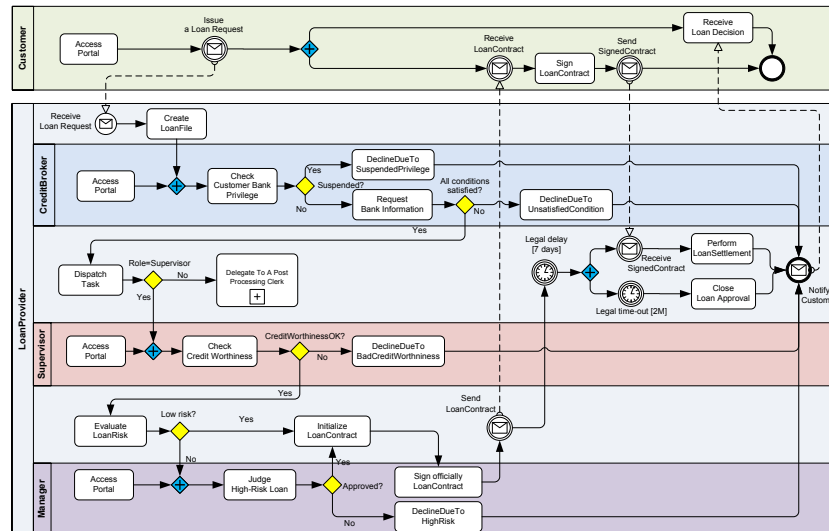 Customer
Access
Portal
Issue
a Loan Request
Receive
LoanContract
Sign
LoanContract
Send
SignedContract
Receive
Loan Decision
LoanProvider
Receive
Loan Request
Create
LoanFile
CreditBroker
Access
Portal
Check
Customer Bank
Privilege
Yes
Suspended?
No
DeclineDueTo
SuspendedPrivilege
Request
Bank Information
All conditions
satisfied?
No
Yes
DeclineDueTo
UnsatisfiedCondition
Dispatch
Task
Role=Supervisor
No
Yes
Delegate To A Post
Processing Clerk
Legal delay
[7 days]
Receive
SignedContract
Perform
LoanSettlement
Legal time-out [2M]
Close
Loan Approval
Notify
Custom
Supervisor
Access
Portal
Check
Credit Worthiness
CreditWorthinessOK?
No
Yes
DeclineDueTo
BadCreditWorthniness
Evaluate
LoanRisk
Low risk?
Yes
No
Initialize
LoanContract
Send
LoanContract
Manager
Access
Portal
Judge
High-Risk Loan
Yes
Approved?
No
Sign officially
LoanContract
DeclineDueTo
HighRisk